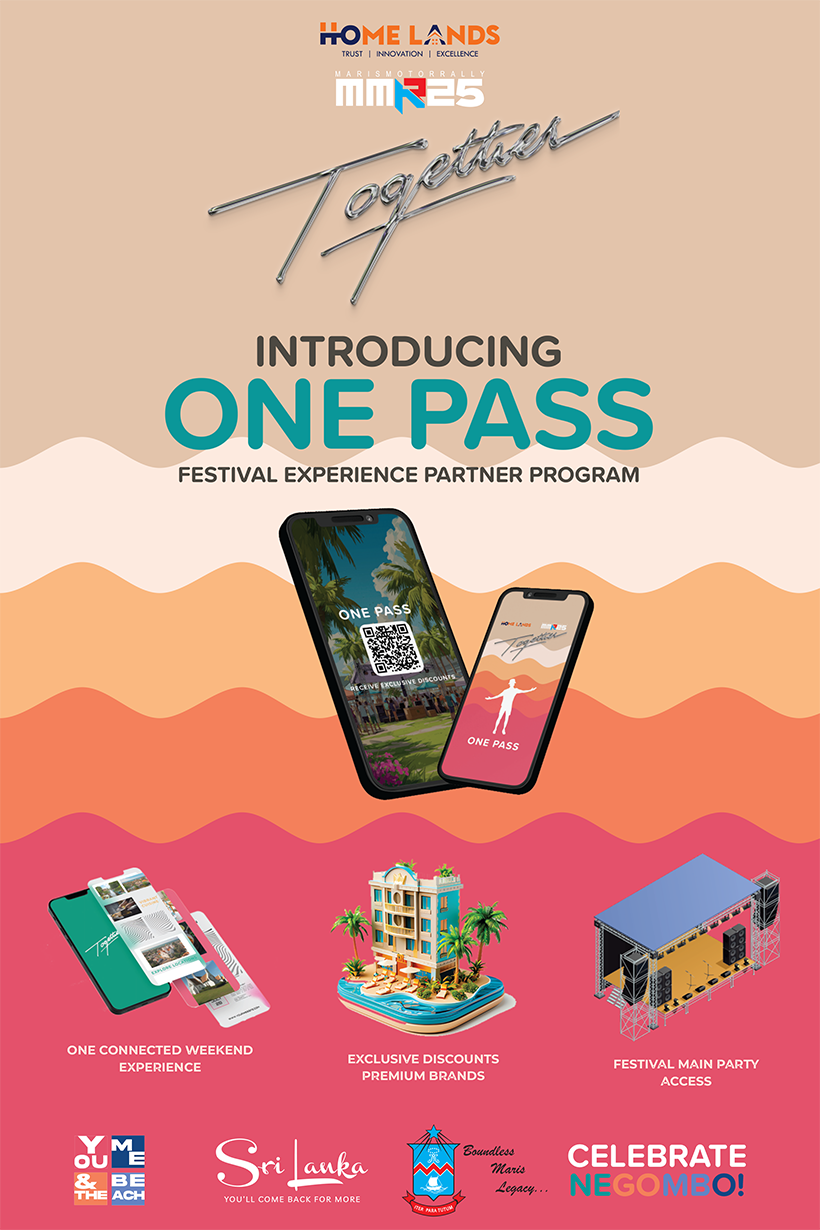 HOME LANDS
TRUST | INNOVATION | EXCELLENCE
MARISMOTORRALLY
MMR25
Together
INTRODUCING
ONE PASS
FESTIVAL EXPERIENCE PARTNER PROGRAM
ONE PASS
RECEIVE EXCLUSIVE DISCOUNTS
HOME LANDS
MMR25
Together
ONE PASS
Together
EXPLORE
ONE CONNECTED WEEKEND
EXPERIENCE
EXCLUSIVE DISCOUNTS
PREMIUM BRANDS
FESTIVAL MAIN PARTY
ACCESS
YOU ME
& THE BEACH
Sri Lanka
YOU'LL COME BACK FOR MORE
ITER PARA TUTUM
Boundless
Maris
Legacy...
CELEBRATE
NEGOMBO!